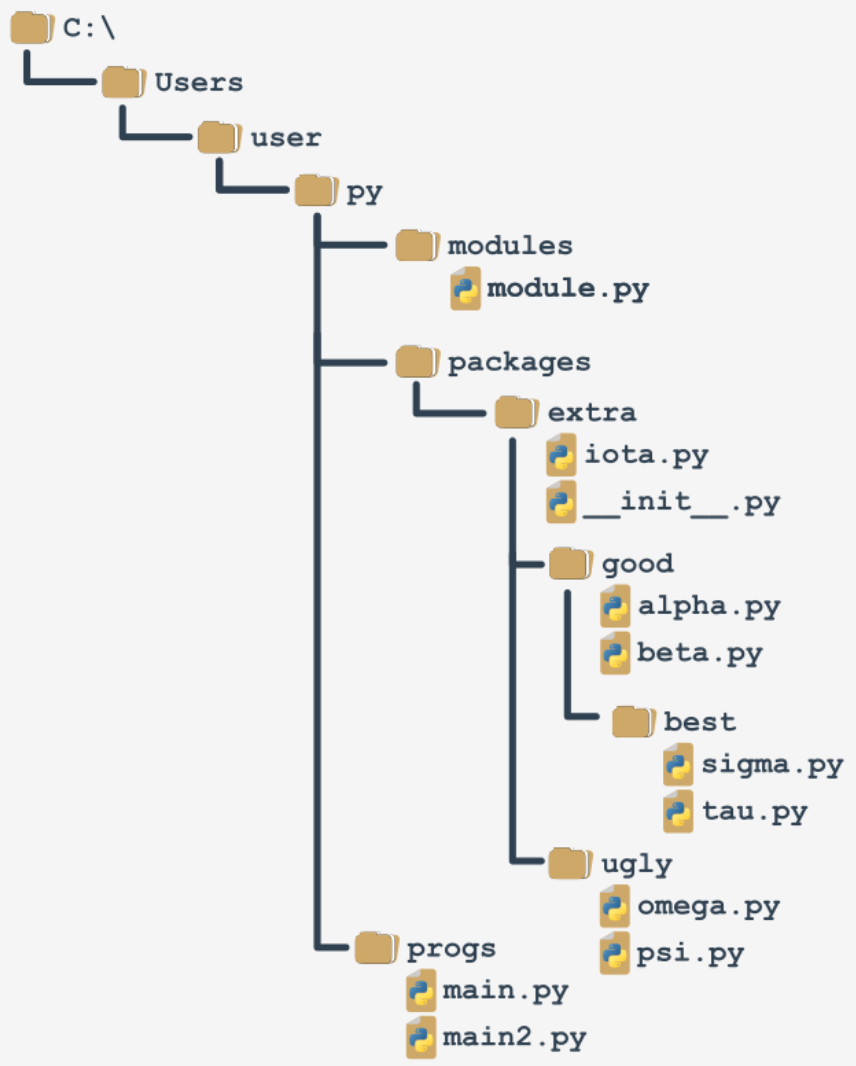 C:\
Users
user
py
modules
module.py
packages
extra
iota.py
__init__.py
good
alpha.py
beta.py
best
sigma.py
tau.py
ugly
omega.py
psi.py
progs
main.py
main2.py